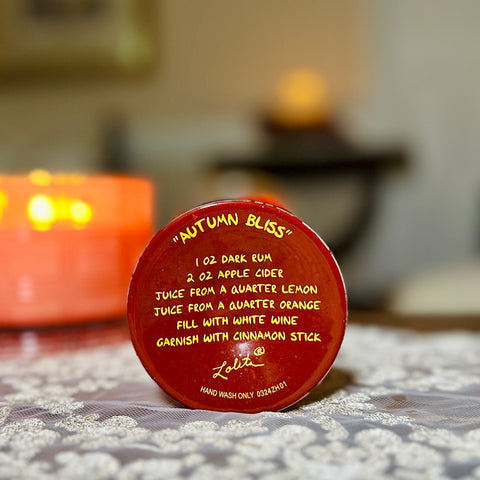 "AUTUMN BLISS"
1 OZ DARK RUM
2 OZ APPLE CIDER
JUICE FROM A QUARTER LEMON
JUICE FROM A QUARTER ORANGE
FILL WITH WHITE WINE
GARNISH WITH CINNAMON STICK
Lolita ®
HAND WASH ONLY 0324ZH01